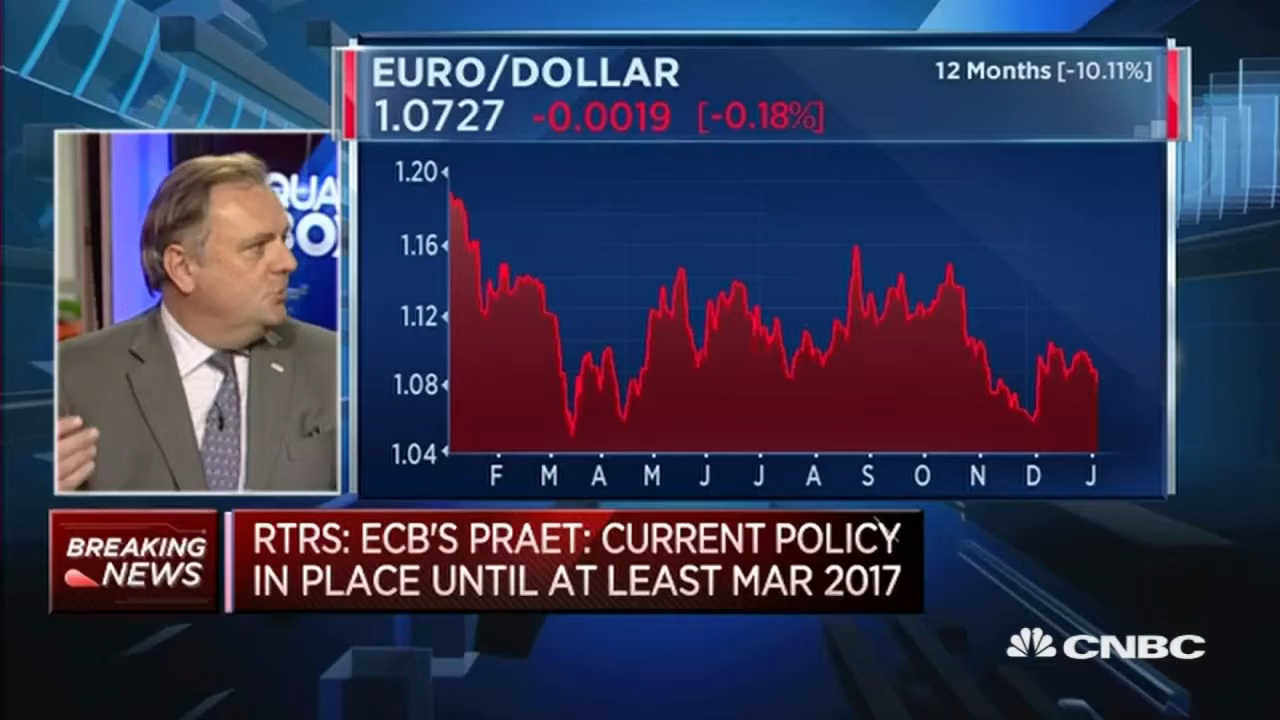 EURO/DOLLAR
12 Months [-10.11%]
1.0727 -0.0019 [-0.18%]
1.20
1.16
1.12
1.08
1.04
F M A M J J A S O N D J
BREAKING
NEWS
RTRS: ECB'S PRAET: CURRENT POLICY
IN PLACE UNTIL AT LEAST MAR 2017
CNBC